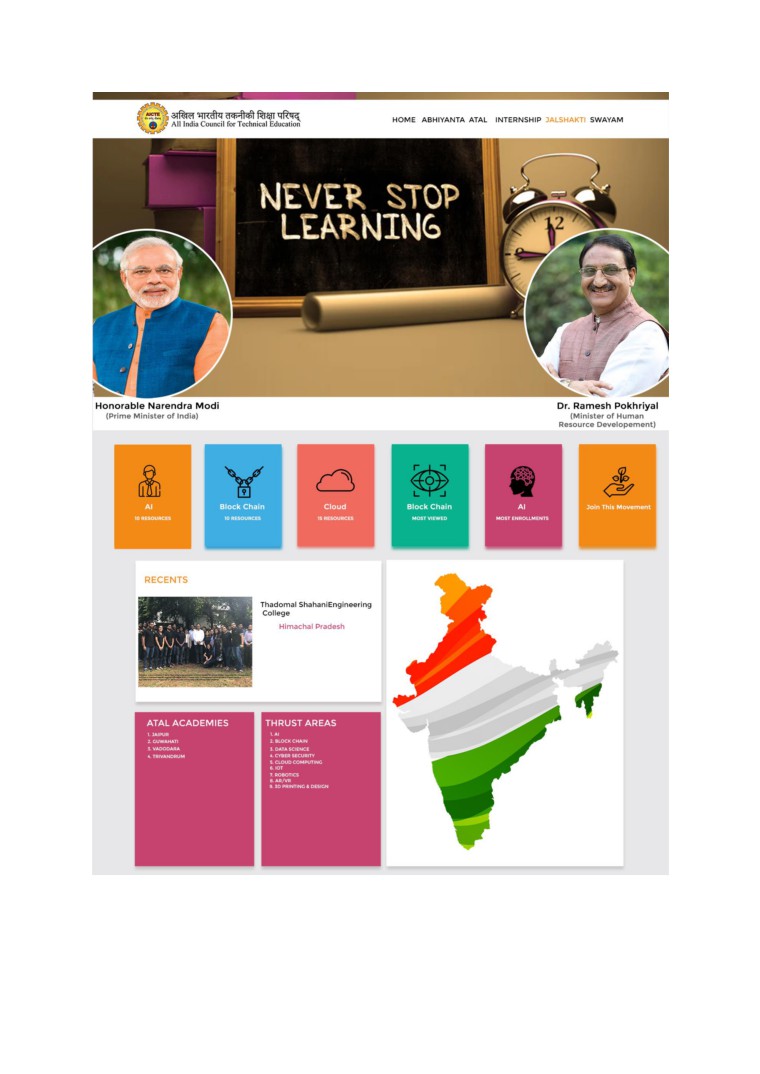 AICTE
अखिल भारतीय तकनीकी शिक्षा परिषद्
All India Council for Technical Education
HOME ABHIYANTA ATAL INTERNSHIP JALSHAKTI SWAYAM
NEVER STOP
LEARNING
12
9
Honorable Narendra Modi
(Prime Minister of India)
Dr. Ramesh Pokhriyal
(Minister of Human
Resource Developement)
AI
10 RESOURCES
Block Chain
10 RESOURCES
Cloud
15 RESOURCES
Block Chain
MOST VIEWED
AI
MOST ENROLLMENTS
Join This Movement
RECENTS
Thadomal ShahaniEngineering
College
Himachal Pradesh
ATAL ACADEMIES
1. JAIPUR
2. GUWAHATI
3. VADODARA
4. TRIVANDRUM
THRUST AREAS
1. AI
2. BLOCK CHAIN
3. DATA SCIENCE
4. CYBER SECURITY
5. CLOUD COMPUTING
6. IOT
7. ROBOTICS
8. AR/VR
9. 3D PRINTING & DESIGN